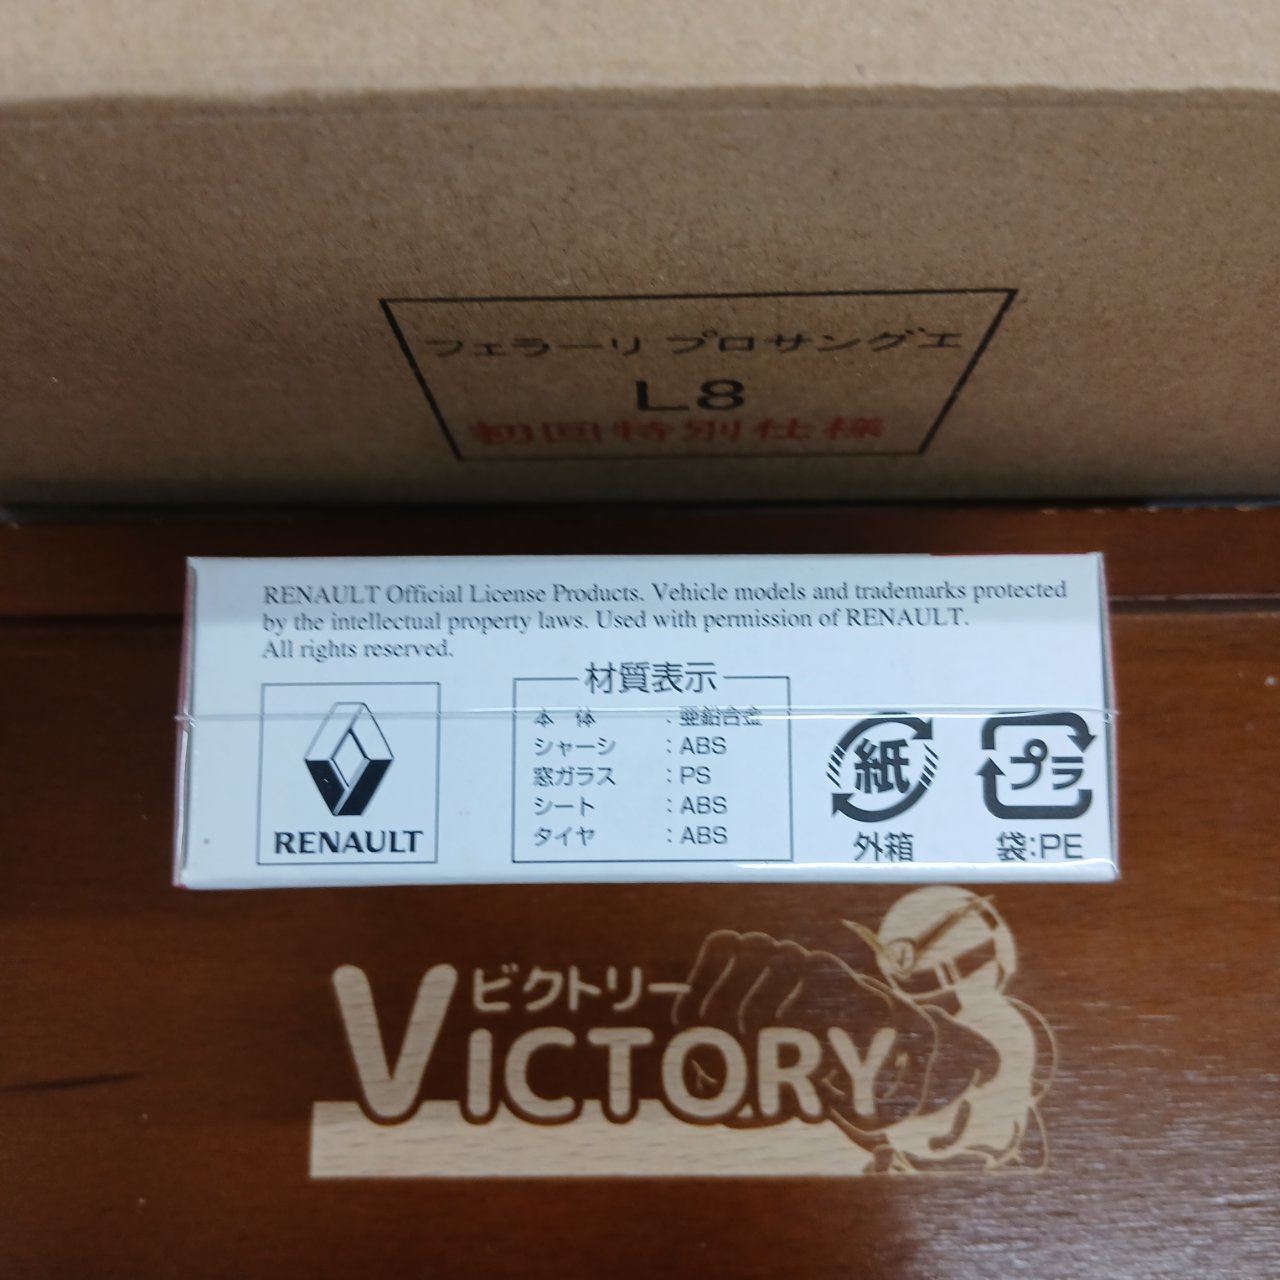 フェラーリ プロサングエ
L8
初回特別仕様
RENAULT Official License Products. Vehicle models and trademarks protected
by the intellectual property laws. Used with permission of RENAULT.
All rights reserved.
RENAULT
材質表示
本 体 : 亜鉛合金
シャーシ : ABS
窓ガラス : PS
シート : ABS
タイヤ : ABS
紙
外箱
プラ
袋:PE
ビクトリー
VICTORY